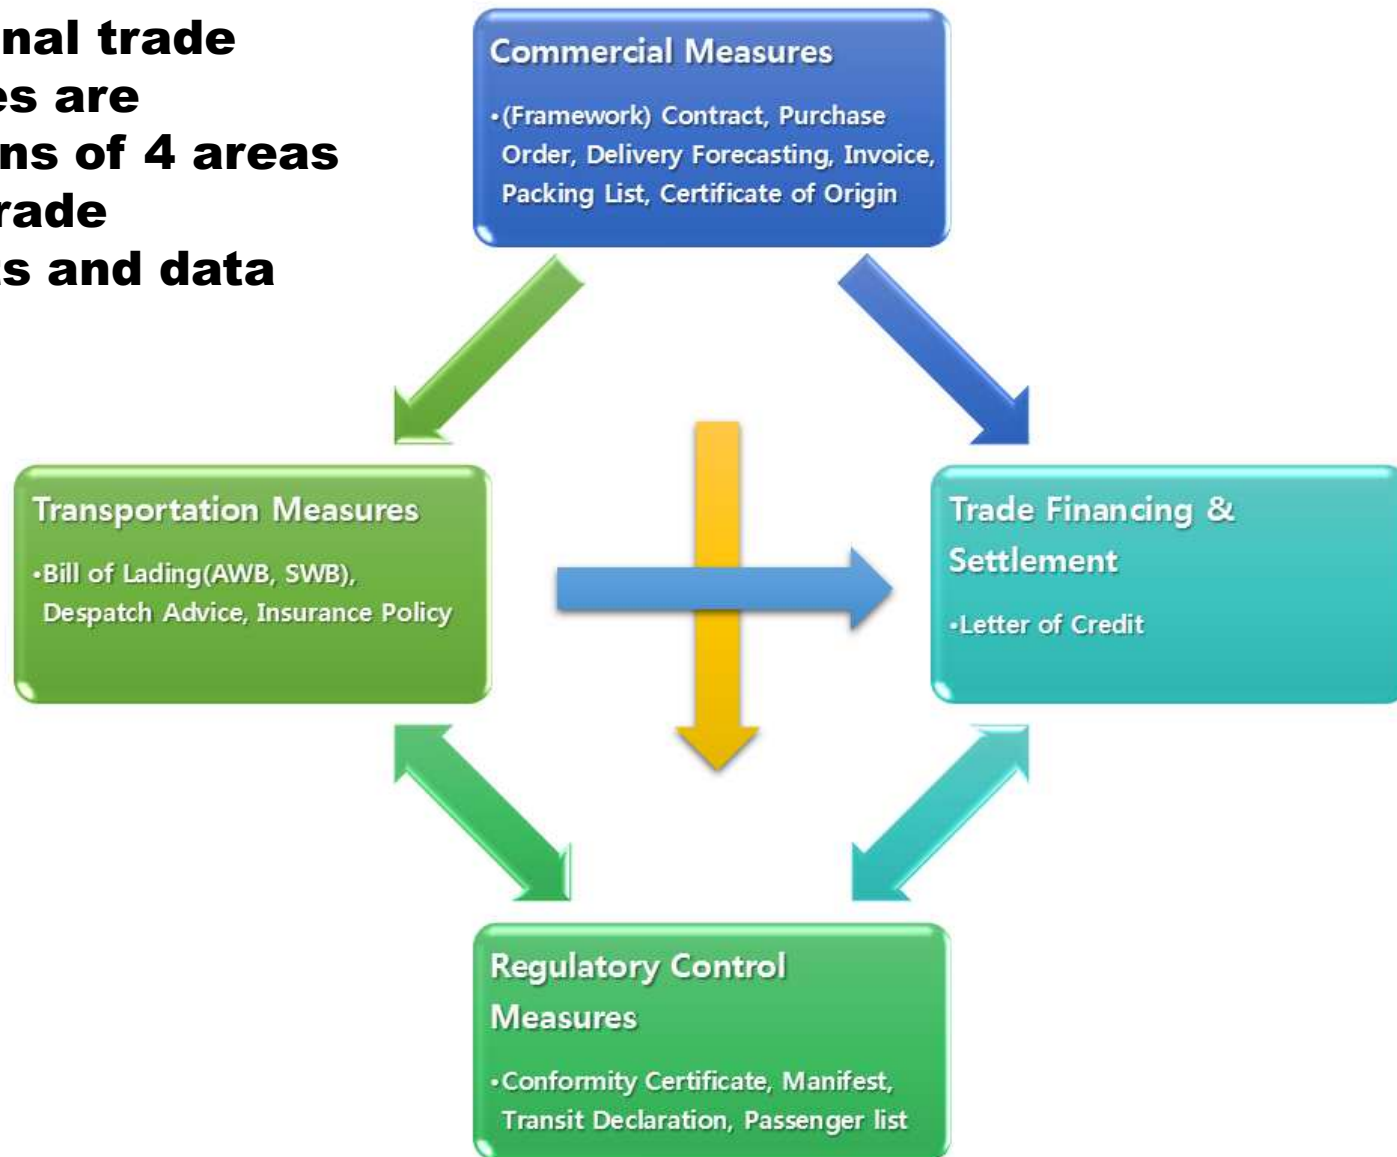 nal trade
es are
ns of 4 areas
rade
ts and data
Commercial Measures
•(Framework) Contract, Purchase
Order, Delivery Forecasting, Invoice,
Packing List, Certificate of Origin
Transportation Measures
•Bill of Lading(AWB, SWB),
Despatch Advice, Insurance Policy
Trade Financing &
Settlement
•Letter of Credit
Regulatory Control
Measures
•Conformity Certificate, Manifest,
Transit Declaration, Passenger list